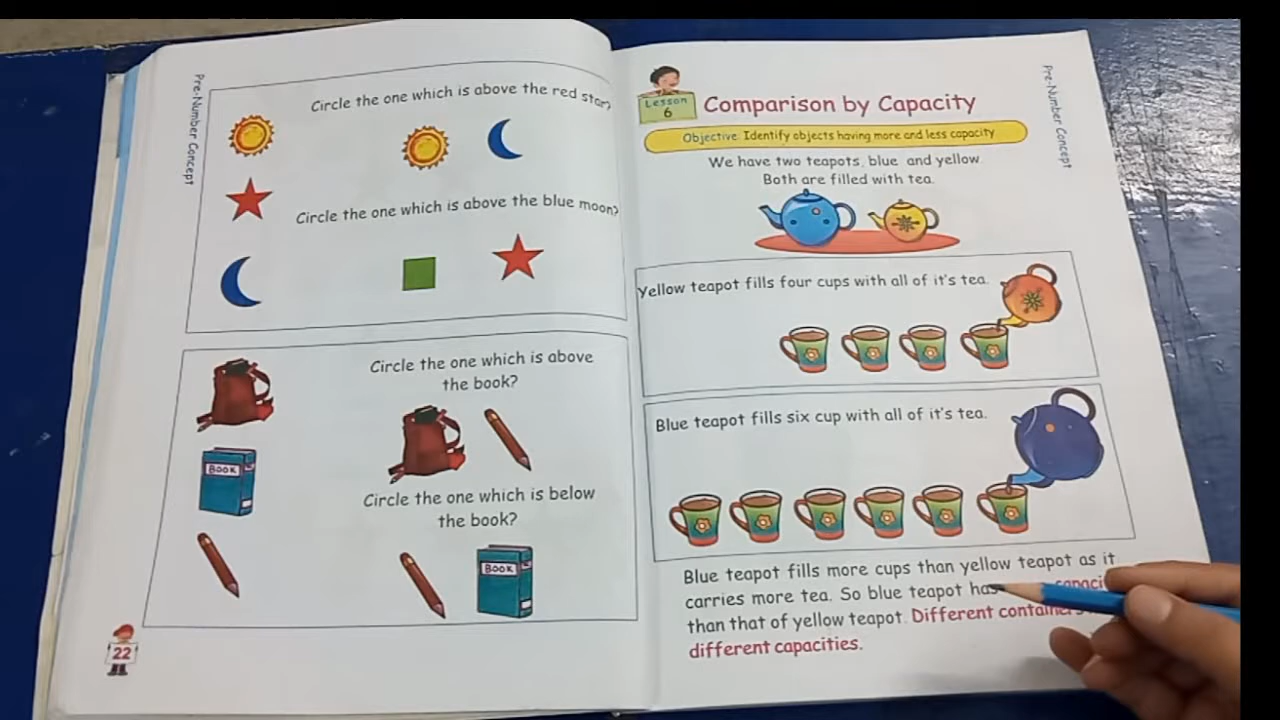 Pre-Number Concept
Circle the one which is above the red star?
Circle the one which is above the blue moon?
Circle the one which is above
the book?
BOOK
Circle the one which is below
the book?
BOOK
22
Pre-Number Concept
Lesson
6
Comparison by Capacity
Objective: Identify objects having more and less capacity
We have two teapots, blue and yellow
Both are filled with tea.
Yellow teapot fills four cups with all of it's tea.
Blue teapot fills six cup with all of it's tea.
Blue teapot fills more cups than yellow teapot as it
carries more tea. So blue teapot has
than that of yellow teapot. Different
different capacities.